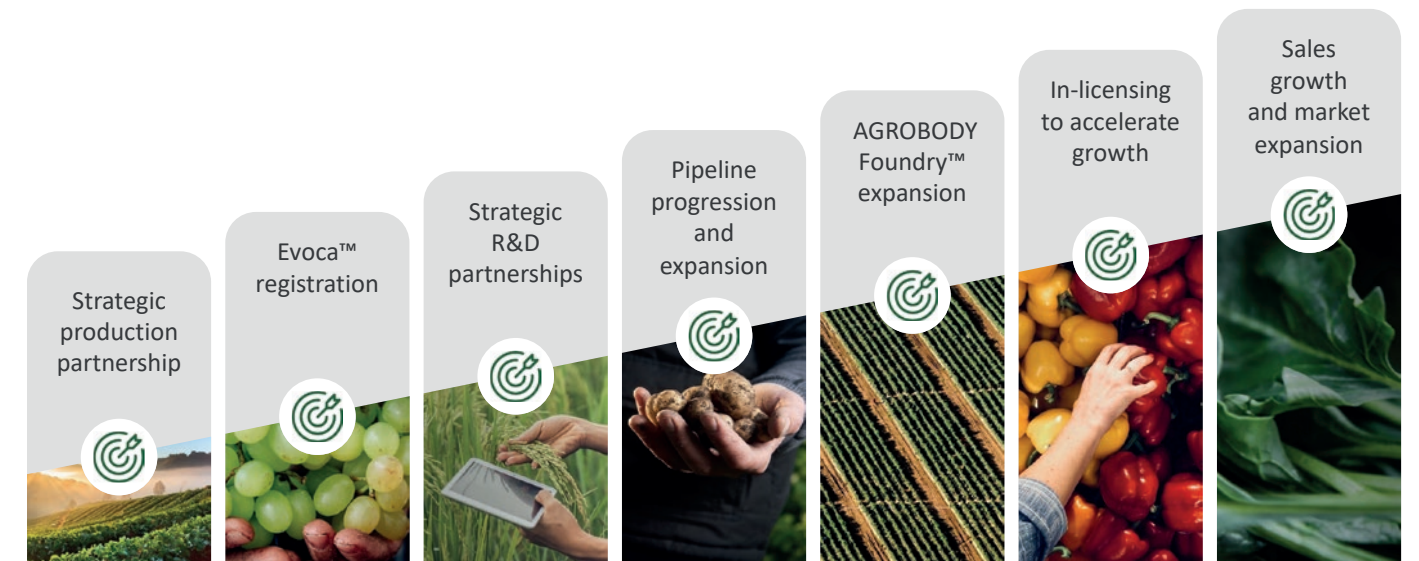 Strategic
production
partnership
Evoca™
registration
Strategic
R&D
partnerships
Pipeline
progression
and
expansion
AGROBODY
Foundry™
expansion
In-licensing
to accelerate
growth
Sales
growth
and market
expansion